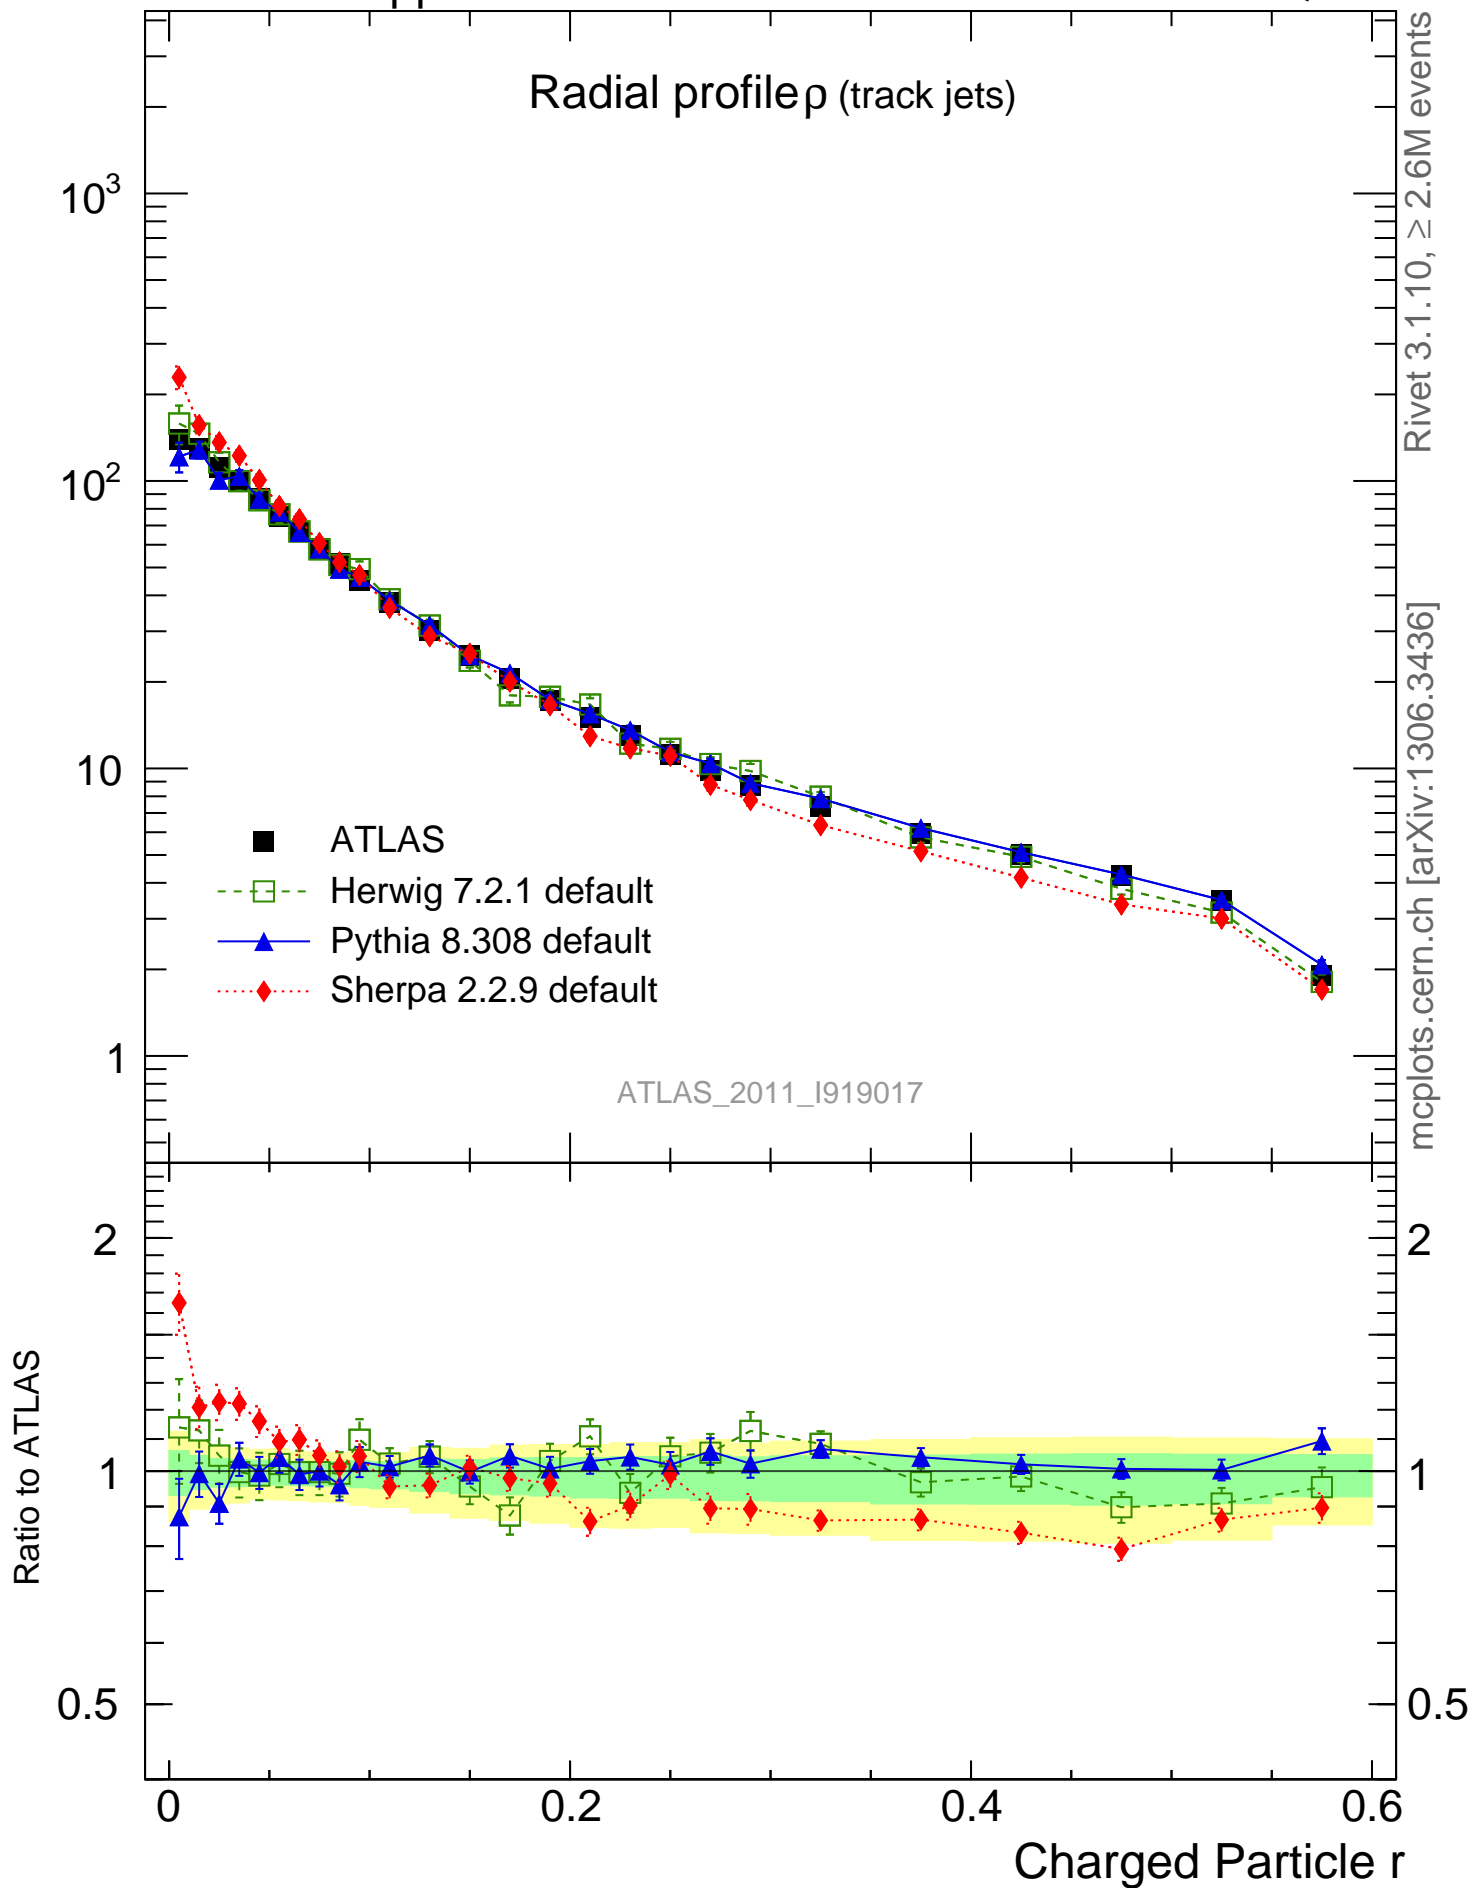 pp
Radial profile ρ (track jets)
10³
10²
10
1
ATLAS
Herwig 7.2.1 default
Pythia 8.308 default
Sherpa 2.2.9 default
ATLAS_2011_I919017
Rivet 3.1.10, ≥ 2.6M events
mcplots.cern.ch [arXiv:1306.3436]
Ratio to ATLAS
2
1
0.5
2
1
0.5
0
0.2
0.4
0.6
Charged Particle r